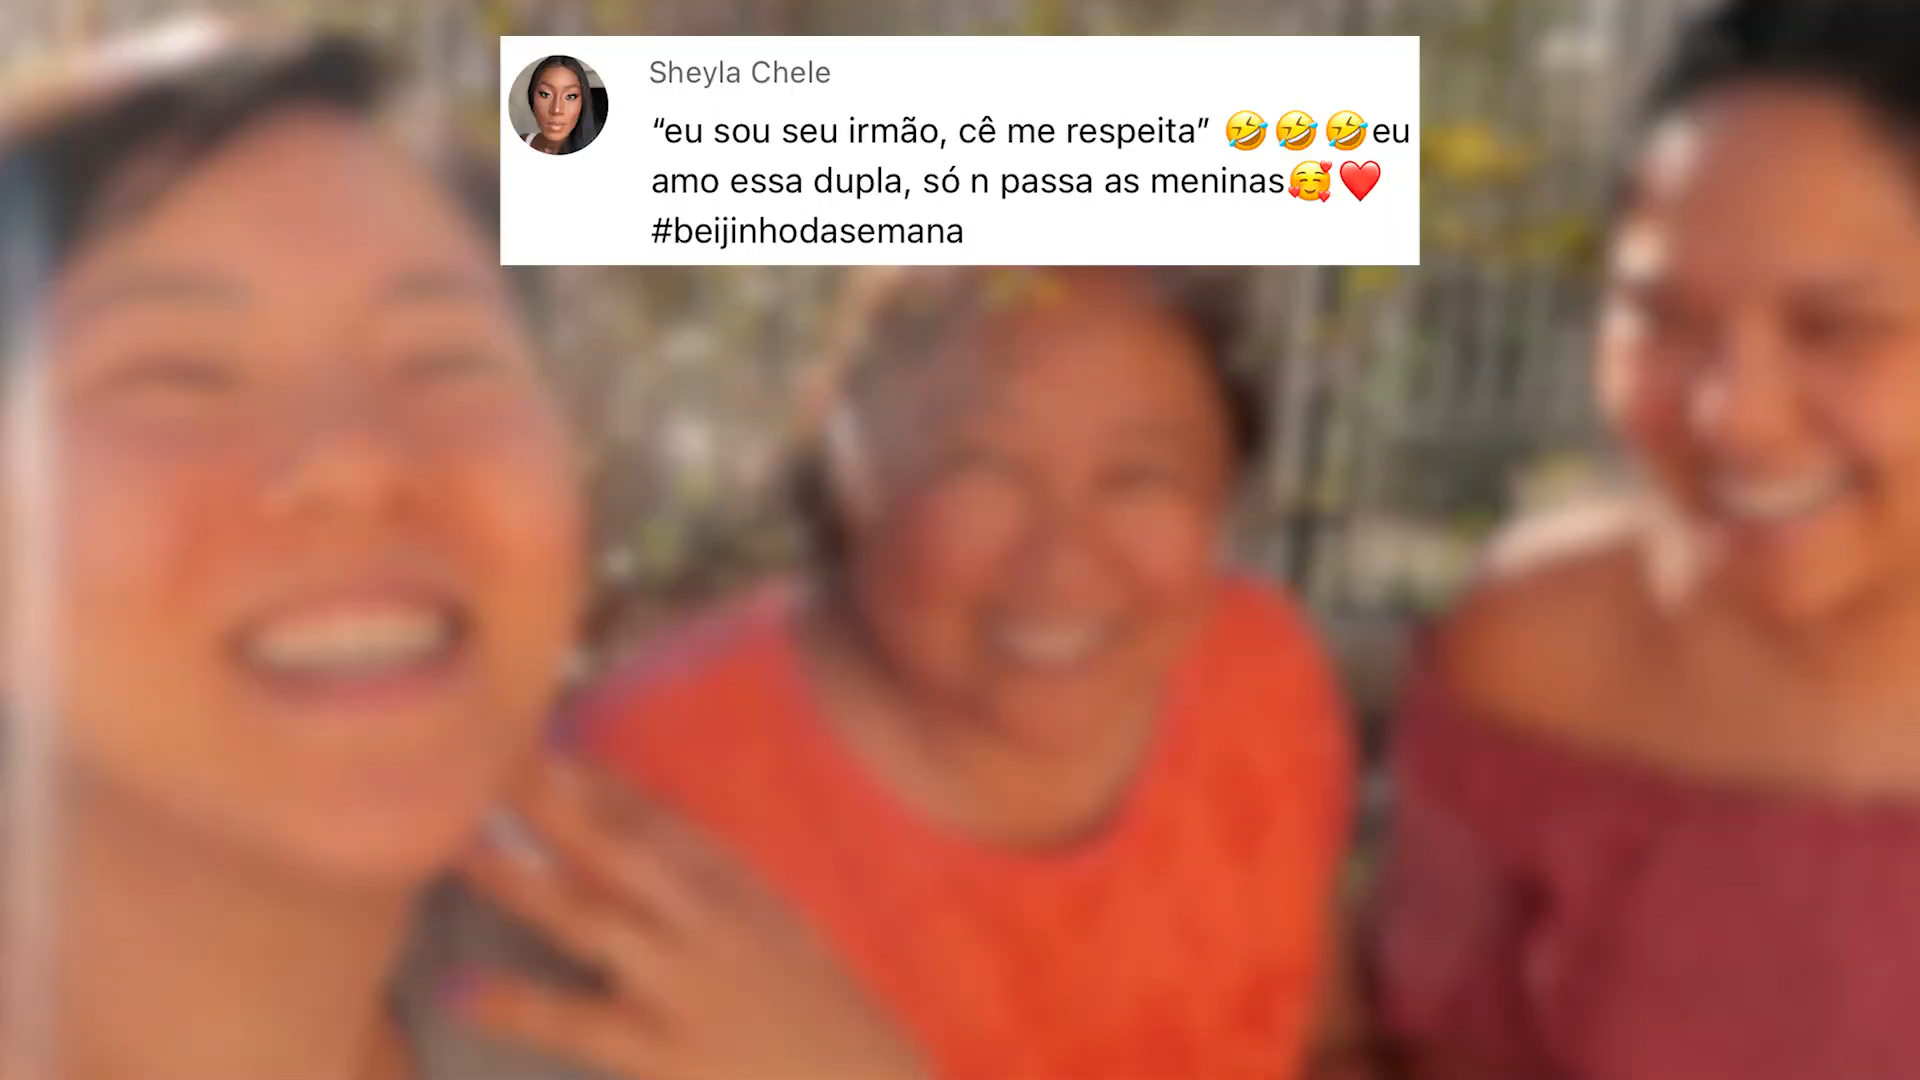 Sheyla Chele
“eu sou seu irmão, cê me respeita” 🤣🤣🤣eu
amo essa dupla, só n passa as meninas🥰❤️
#beijinhodasemana